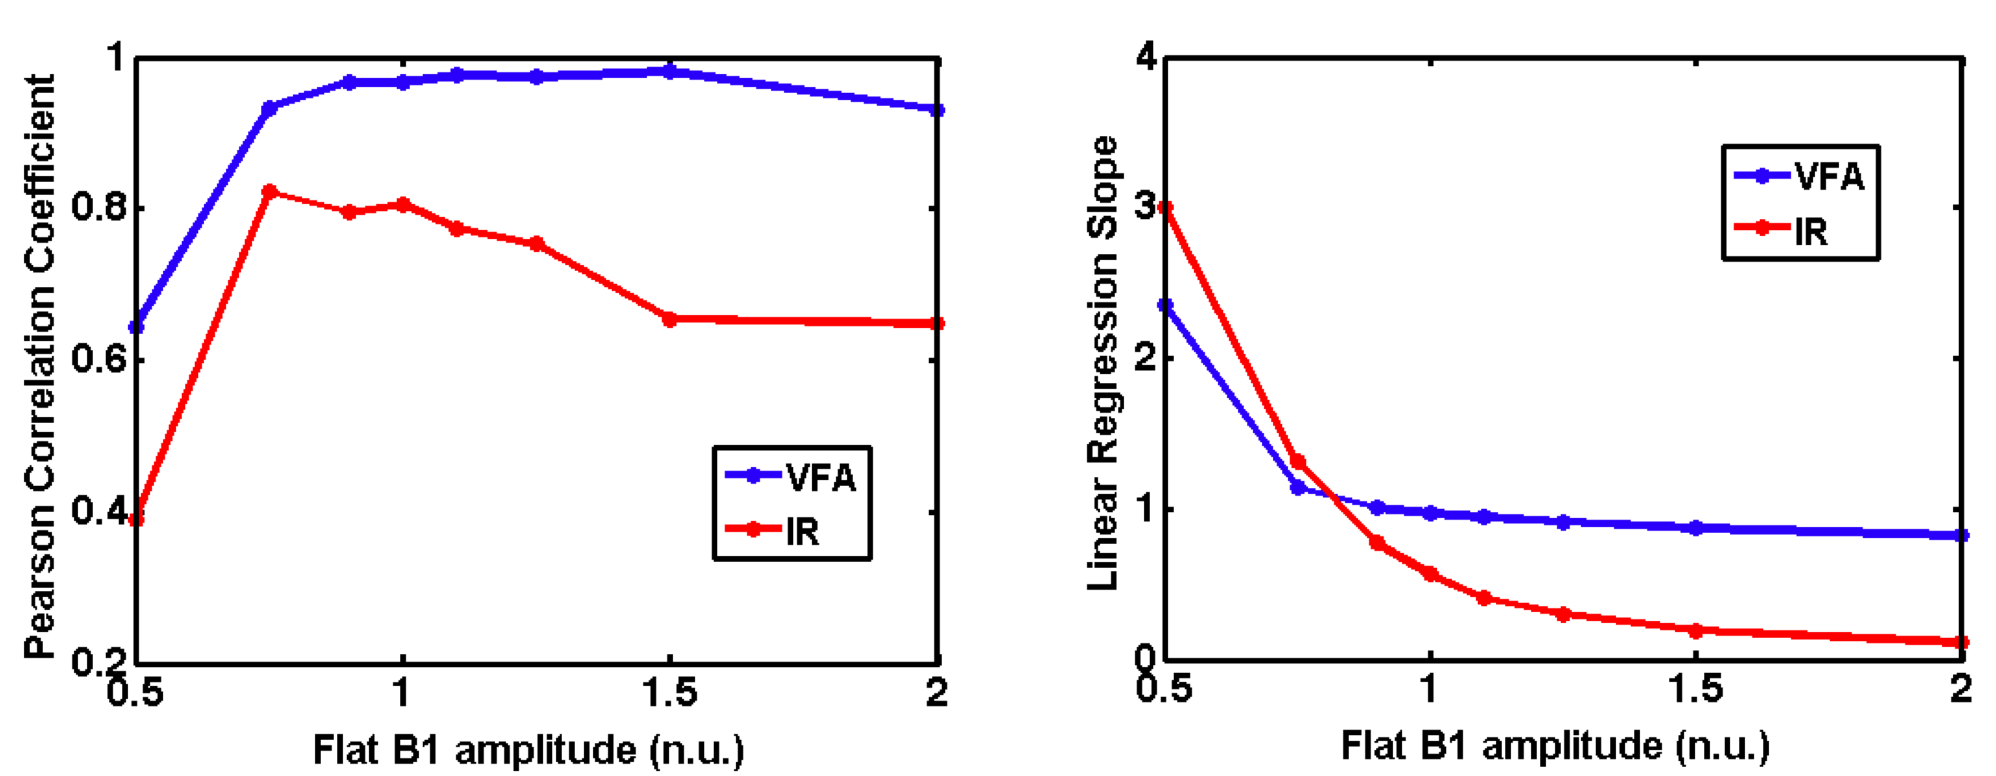 Pearson Correlation Coefficient
1
0.8
0.6
0.4
0.2
0.5 1 1.5 2
Flat B1 amplitude (n.u.)
VFA
IR
Linear Regression Slope
4
3
2
1
0
0.5 1 1.5 2
Flat B1 amplitude (n.u.)
VFA
IR